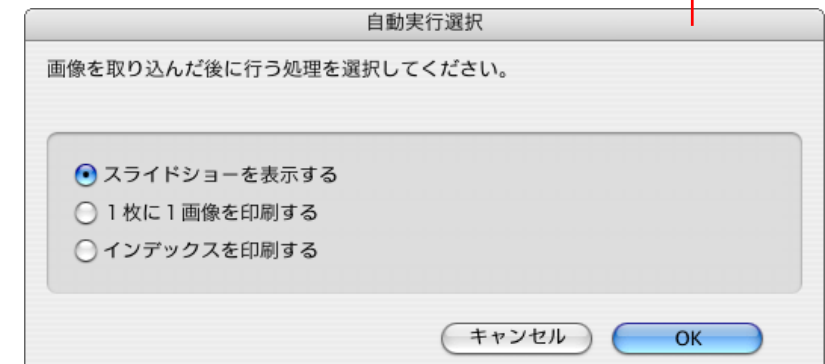 自動実行選択
画像を取り込んだ後に行う処理を選択してください。
スライドショーを表示する
1枚に1画像を印刷する
インデックスを印刷する
キャンセル OK